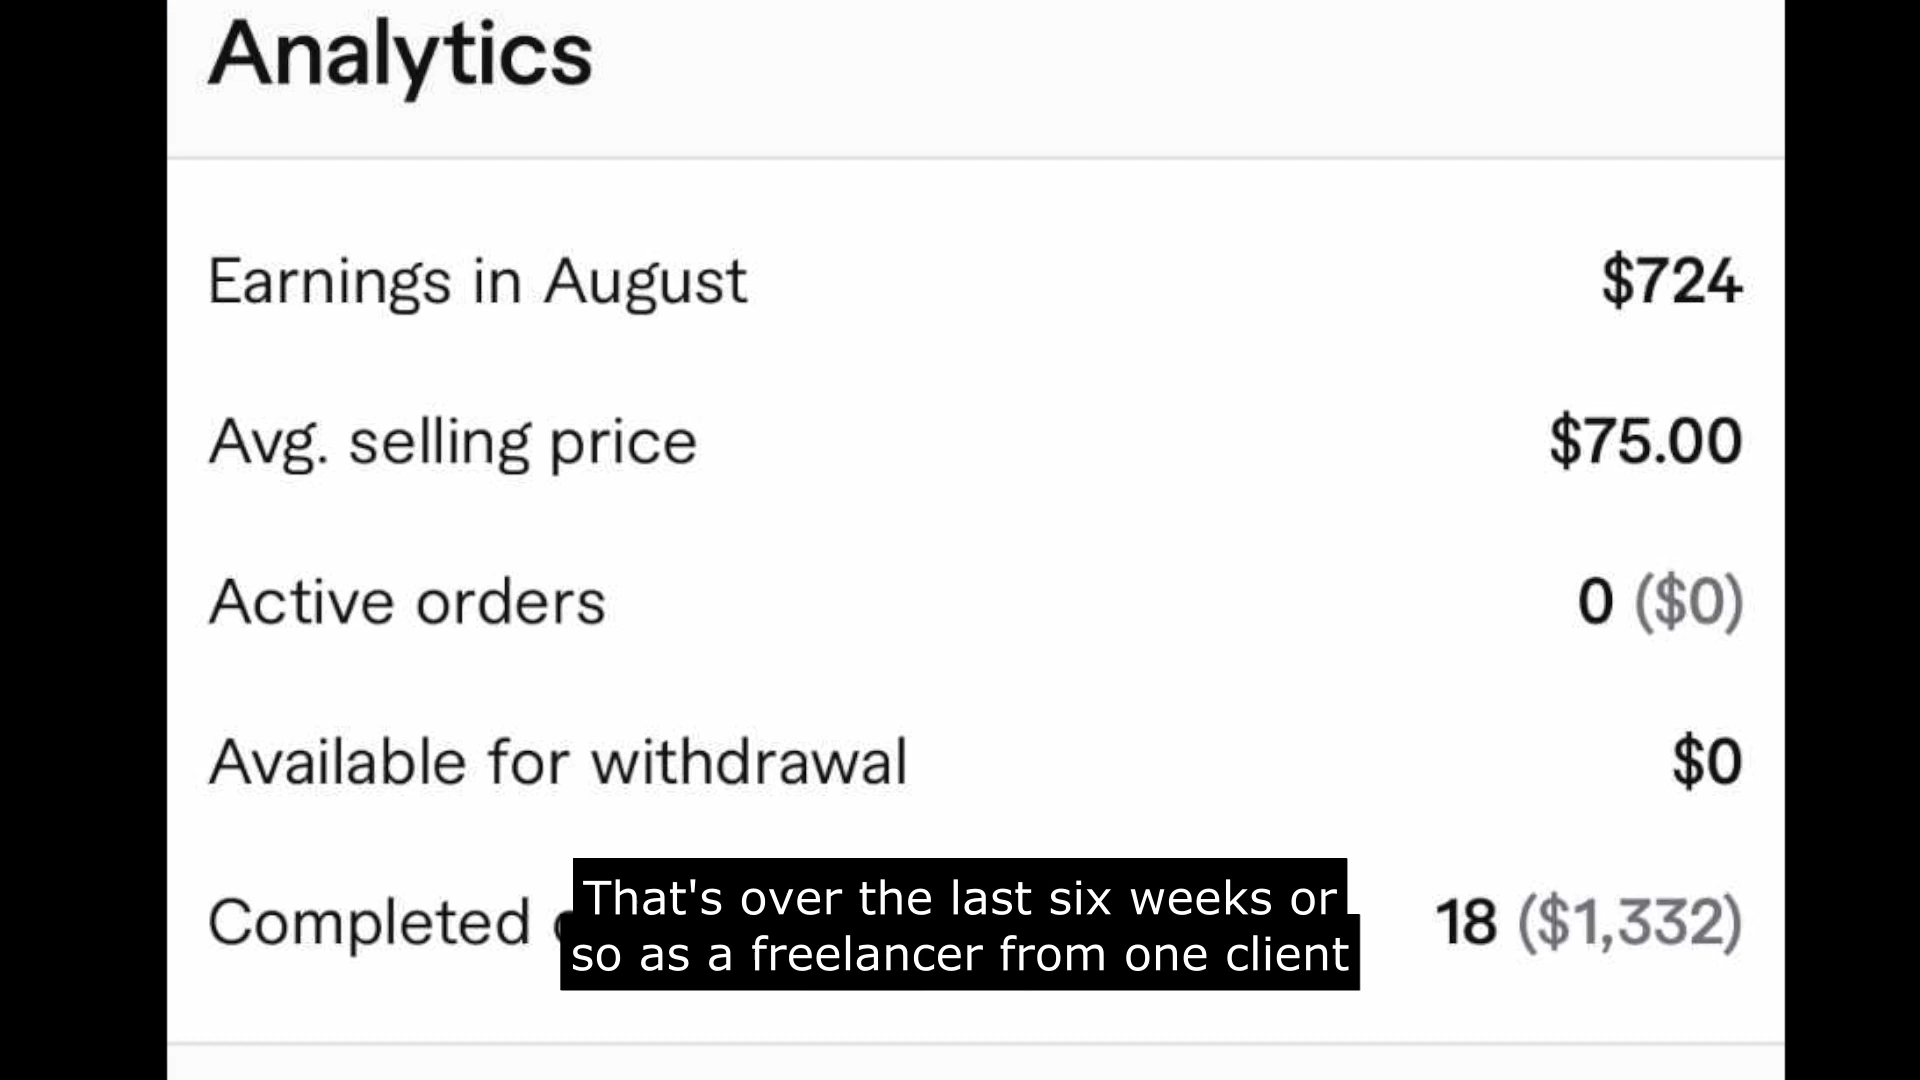 Analytics
Earnings in August $724
Avg. selling price $75.00
Active orders 0 ($0)
Available for withdrawal $0
Completed 18 ($1,332)
That's over the last six weeks or
so as a freelancer from one client